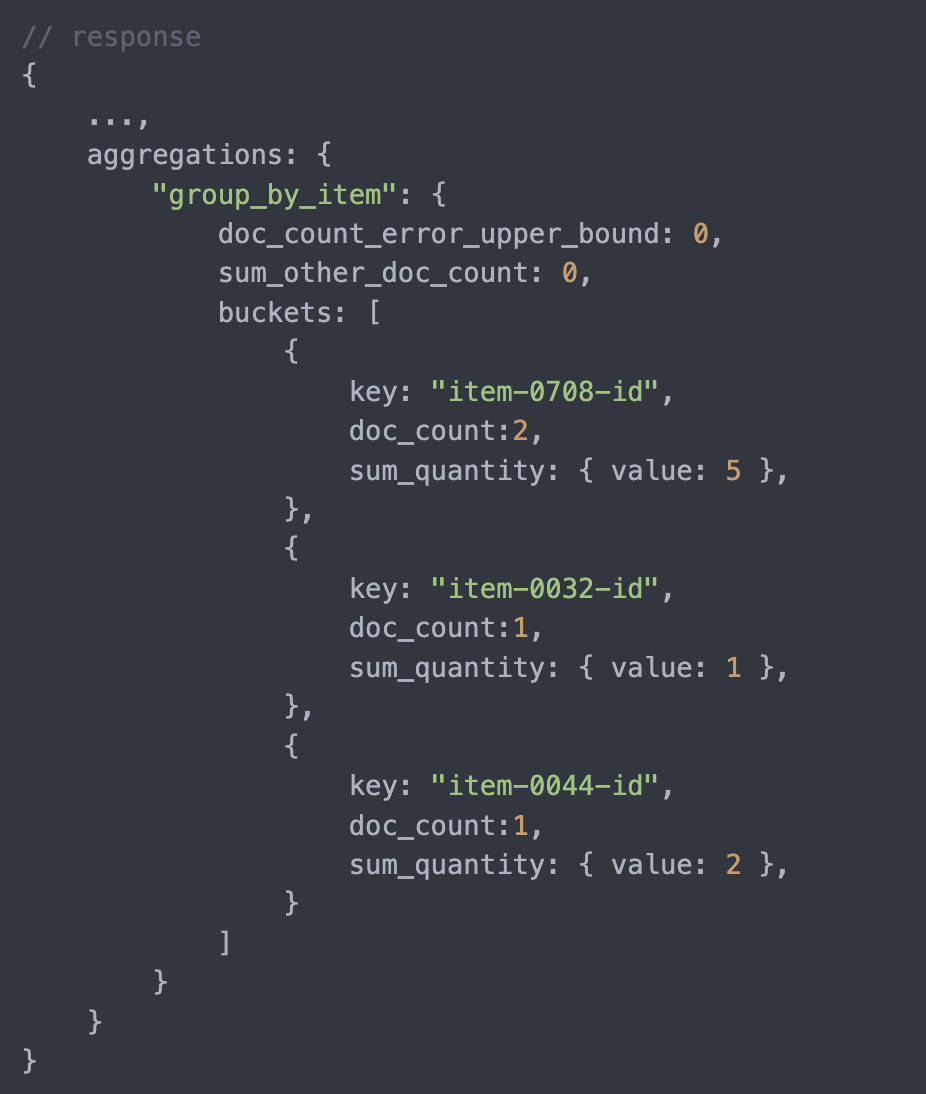 // response
{
    ...,
    aggregations: {
        "group_by_item": {
            doc_count_error_upper_bound: 0,
            sum_other_doc_count: 0,
            buckets: [
                {
                    key: "item-0708-id",
                    doc_count:2,
                    sum_quantity: { value: 5 },
                },
                {
                    key: "item-0032-id",
                    doc_count:1,
                    sum_quantity: { value: 1 },
                },
                {
                    key: "item-0044-id",
                    doc_count:1,
                    sum_quantity: { value: 2 },
                }
            ]
        }
    }
}